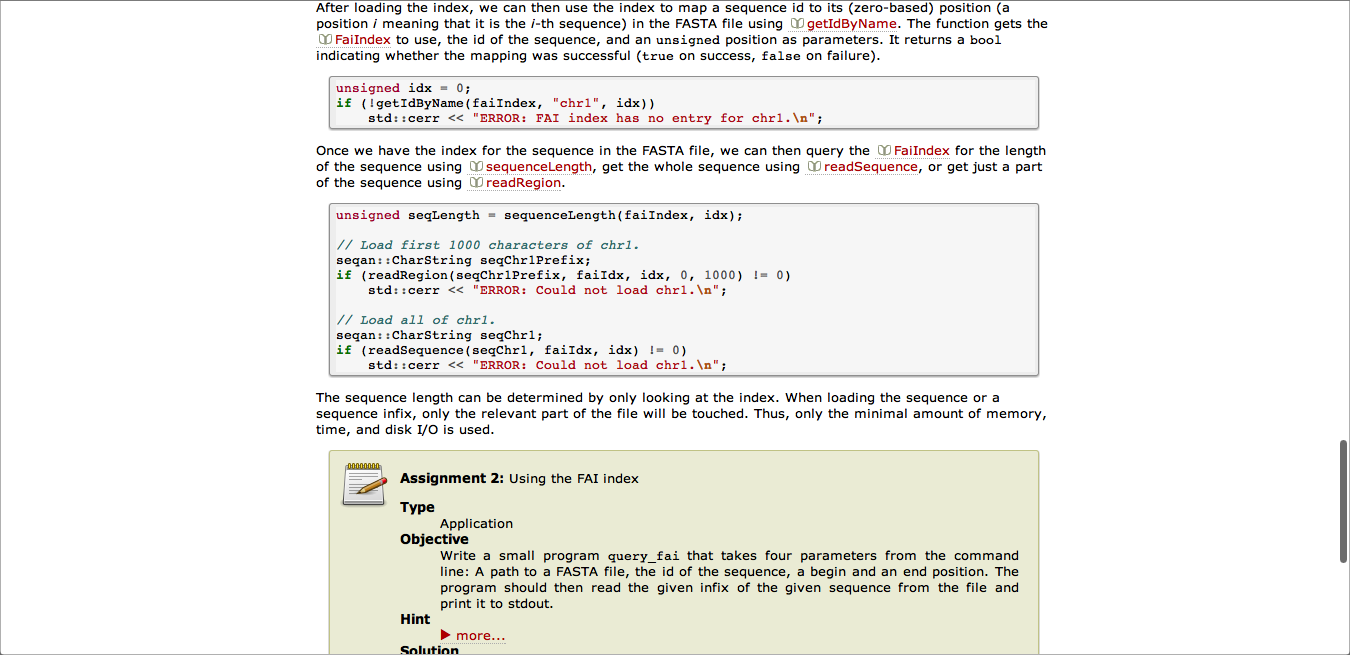 After loading the index, we can then use the index to map a sequence id to its (zero-based) position (a
position i meaning that it is the i-th sequence) in the FASTA file using getIdByName. The function gets the
FaiIndex to use, the id of the sequence, and an unsigned position as parameters. It returns a bool
indicating whether the mapping was successful (true on success, false on failure).
unsigned idx = 0;
if (!getIdByName(faiIndex, "chr1", idx))
    std::cerr << "ERROR: FAI index has no entry for chr1.\n";
Once we have the index for the sequence in the FASTA file, we can then query the FaiIndex for the length
of the sequence using sequenceLength, get the whole sequence using readSequence, or get just a part
of the sequence using readRegion.
unsigned seqLength = sequenceLength(faiIndex, idx);
// Load first 1000 characters of chr1.
seqan::CharString seqChr1Prefix;
if (readRegion(seqChr1Prefix, faiIdx, idx, 0, 1000) != 0)
    std::cerr << "ERROR: Could not load chr1.\n";
// Load all of chr1.
seqan::CharString seqChr1;
if (readSequence(seqChr1, faiIdx, idx) != 0)
    std::cerr << "ERROR: Could not load chr1.\n";
The sequence length can be determined by only looking at the index. When loading the sequence or a
sequence infix, only the relevant part of the file will be touched. Thus, only the minimal amount of memory,
time, and disk I/O is used.
Assignment 2: Using the FAI index
Type
Application
Objective
Write a small program query_fai that takes four parameters from the command
line: A path to a FASTA file, the id of the sequence, a begin and an end position. The
program should then read the given infix of the given sequence from the file and
print it to stdout.
Hint
more...
Solution